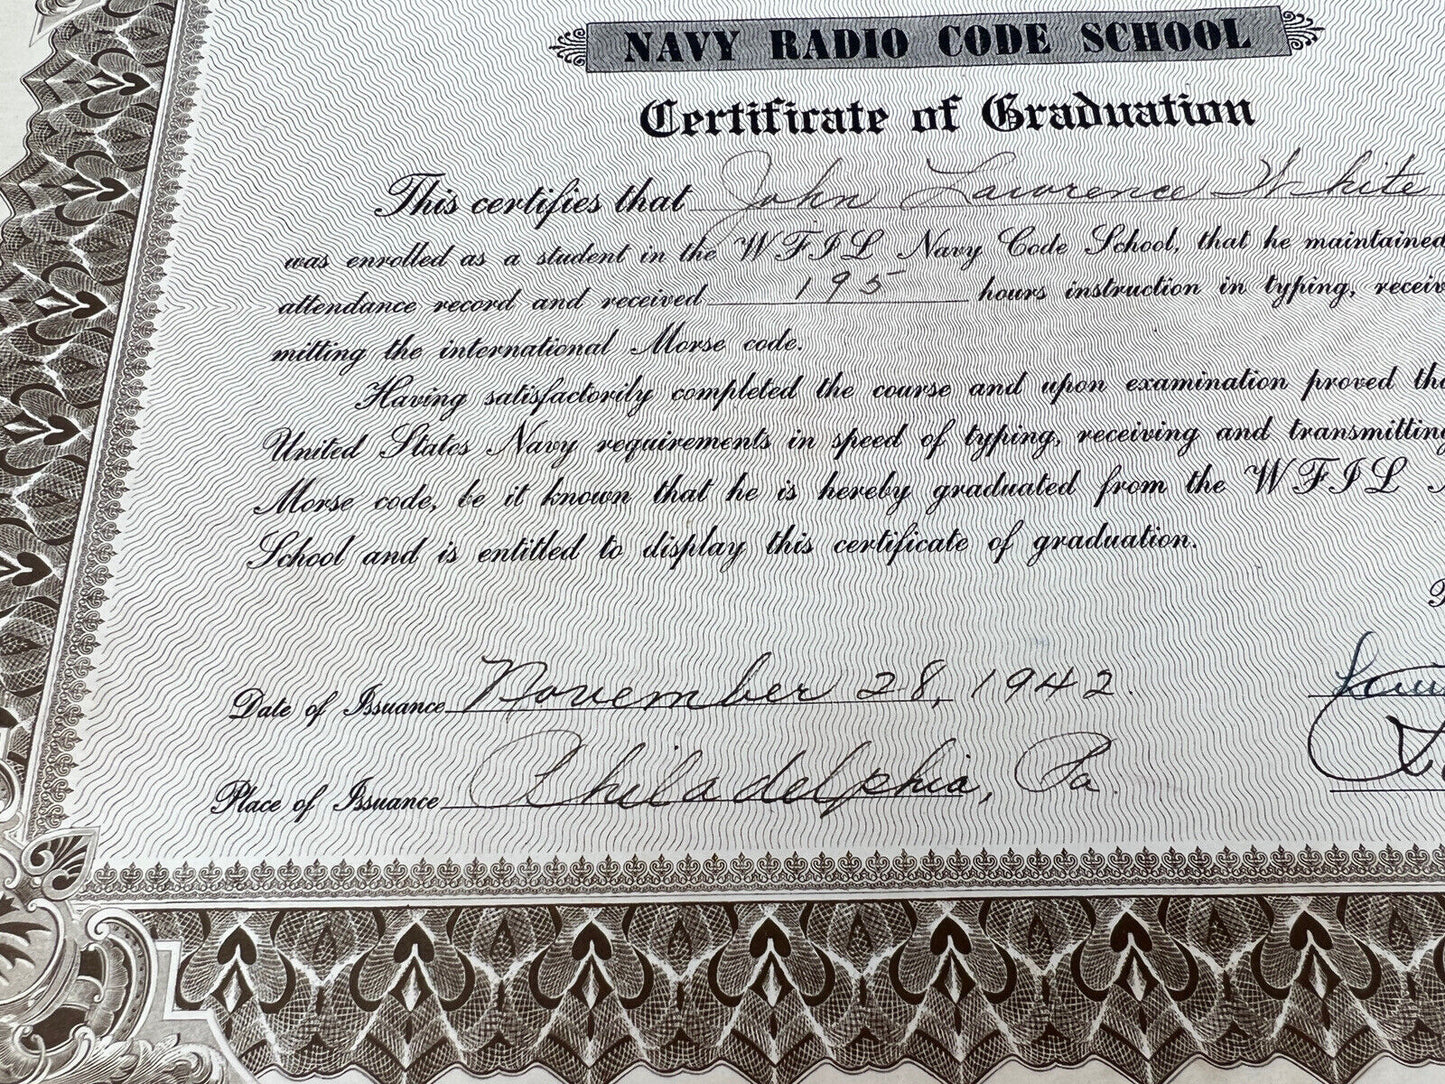 NAVY RADIO CODE SCHOOL
Certificate of Graduation
This certifies that John Lawrence White
was enrolled as a student in the WFIL Navy Code School, that he maintained
attendance record and received 195 hours instruction in typing, receiv
mitting the international Morse code.
Having satisfactorily completed the course and upon examination proved tha
United States Navy requirements in speed of typing, receiving and transmitting
Morse code, be it known that he is hereby graduated from the WFIL
School and is entitled to display this certificate of graduation.
Date of Issuance November 28, 1942.
Place of Issuance Philadelphia, Pa.